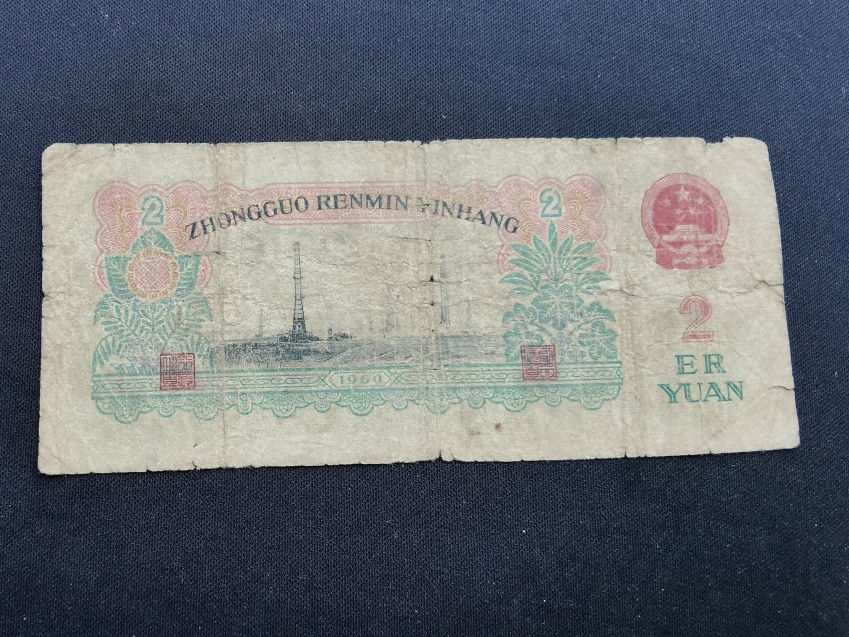 2
2
ZHONGGUO RENMIN YINHANG
2
ER
YUAN
1960